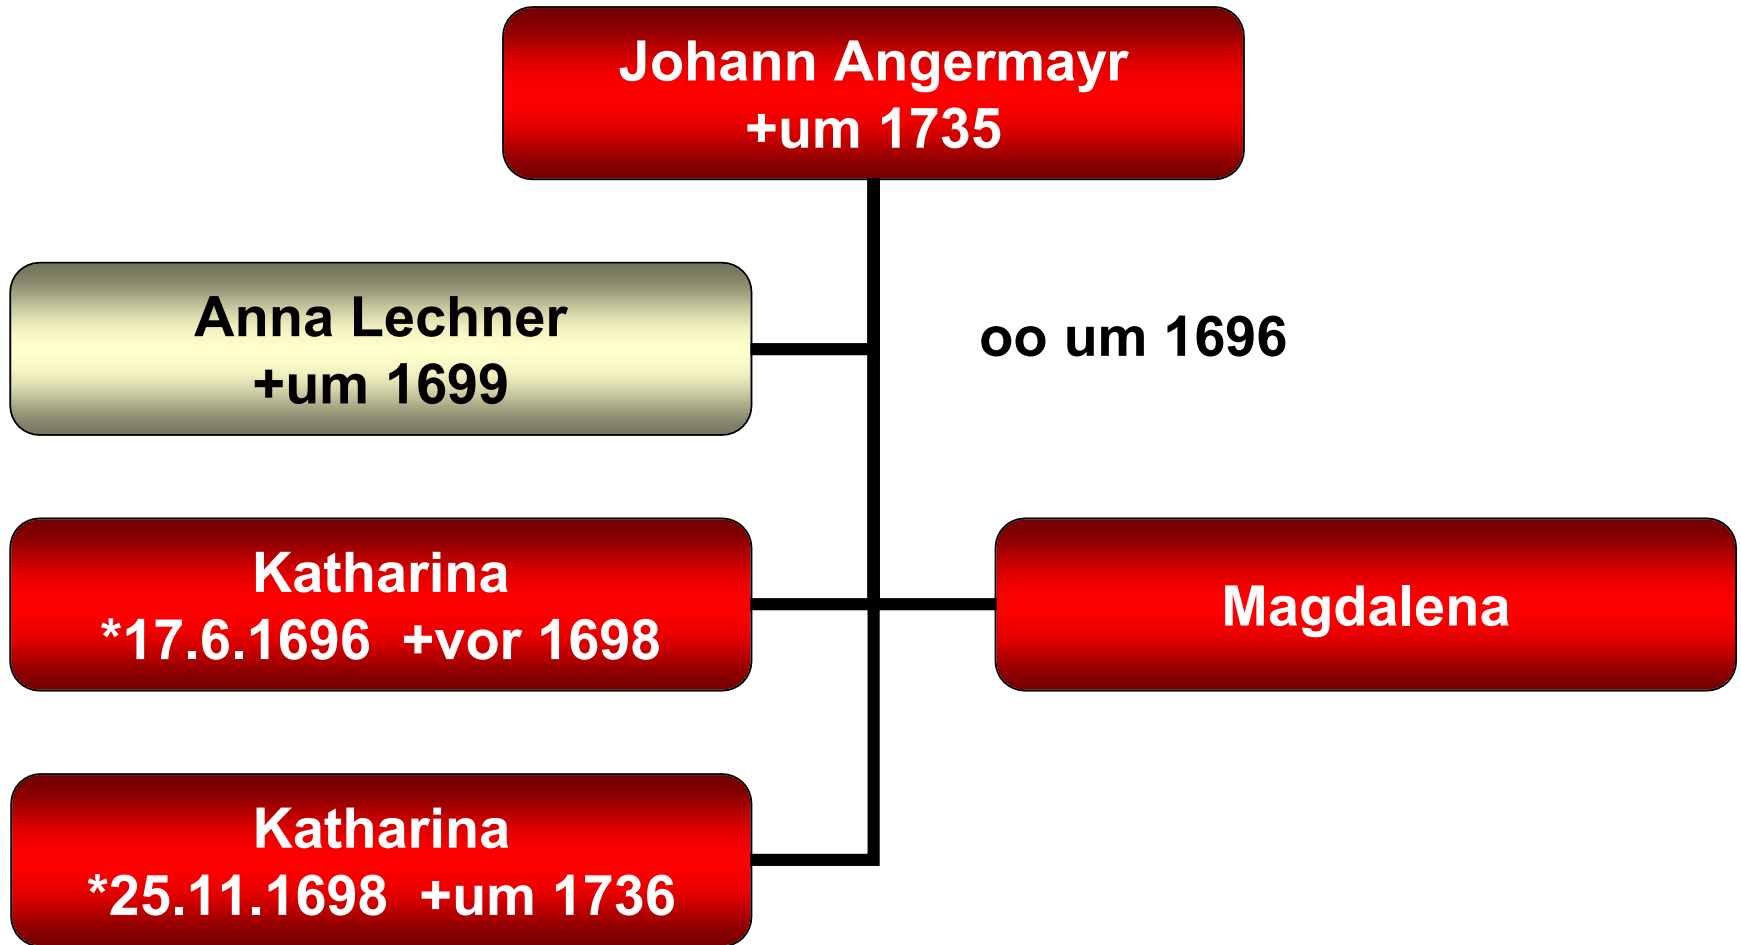 Johann Angermayr
+um 1735
Anna Lechner
+um 1699
oo um 1696
Katharina
*17.6.1696  +vor 1698
Magdalena
Katharina
*25.11.1698  +um 1736